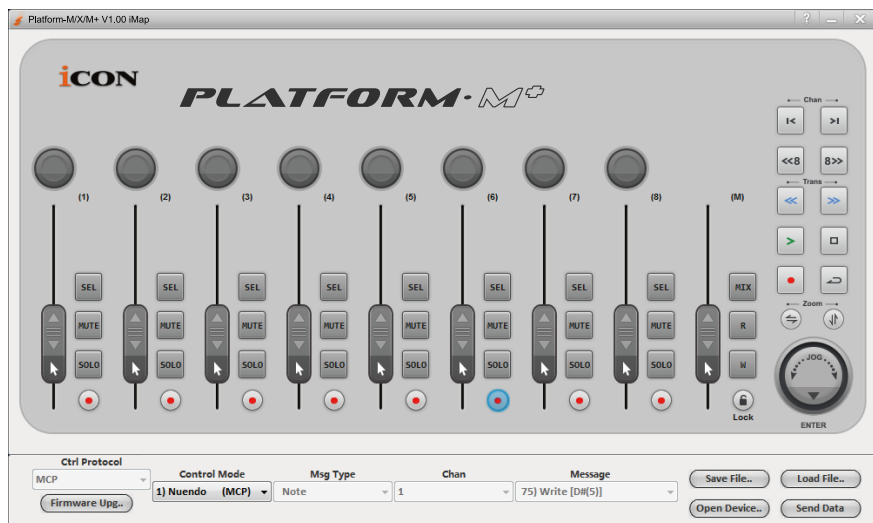 Platform-M/X/M+ V1.00 iMap
? _ X
iCON
PLATFORM·M+
Chan
I< >I
<<8 8>>
Trans
<< >>
(1) (2) (3) (4) (5) (6) (7) (8) (M)
>
SEL SEL SEL SEL SEL SEL SEL SEL MIX
Zoom
MUTE MUTE MUTE MUTE MUTE MUTE MUTE MUTE R
SOLO SOLO SOLO SOLO SOLO SOLO SOLO SOLO W
JOG
Lock
ENTER
Ctrl Protocol
MCP
Firmware Upg..
Control Mode
1) Nuendo (MCP)
Msg Type
Note
Chan
1
Message
75) Write [D#(5)]
Save File.. Load File..
Open Device.. Send Data